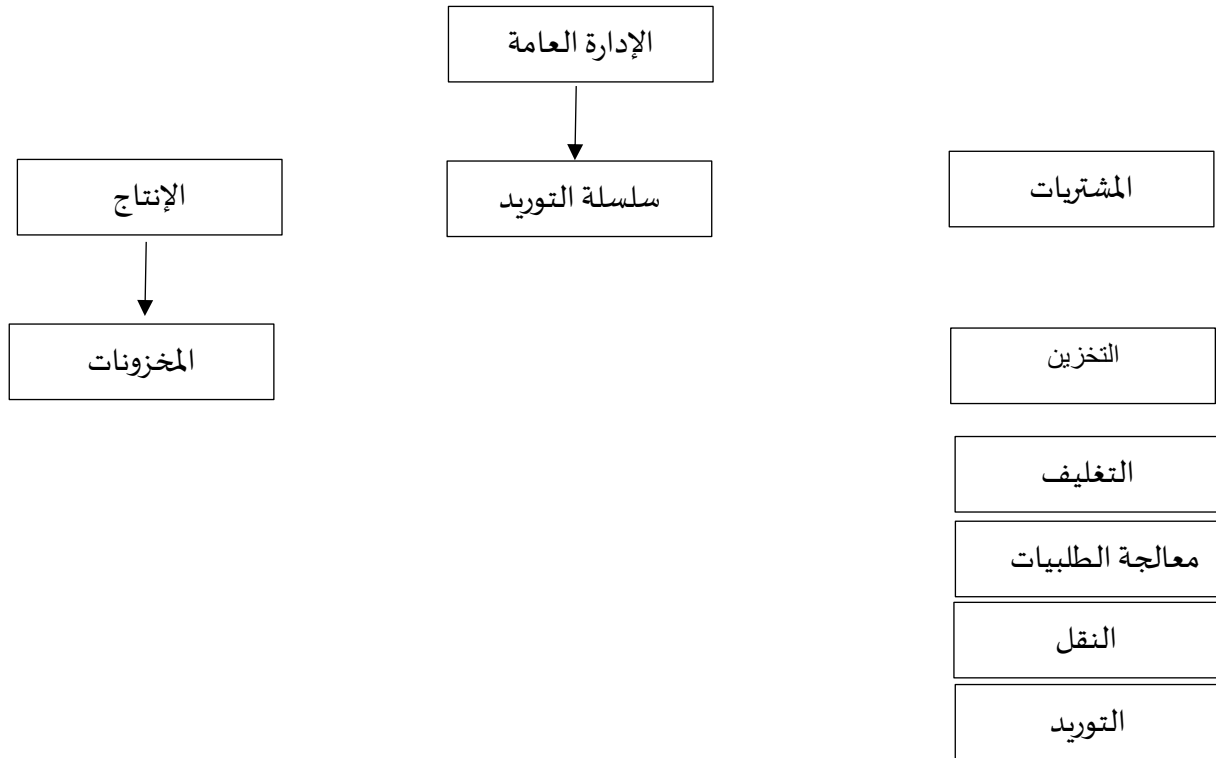 الإدارة العامة
المشتريات
سلسلة التوريد
الإنتاج
التخزين
المخزونات
التغليف
معالجة الطلبيات
النقل
التوريد